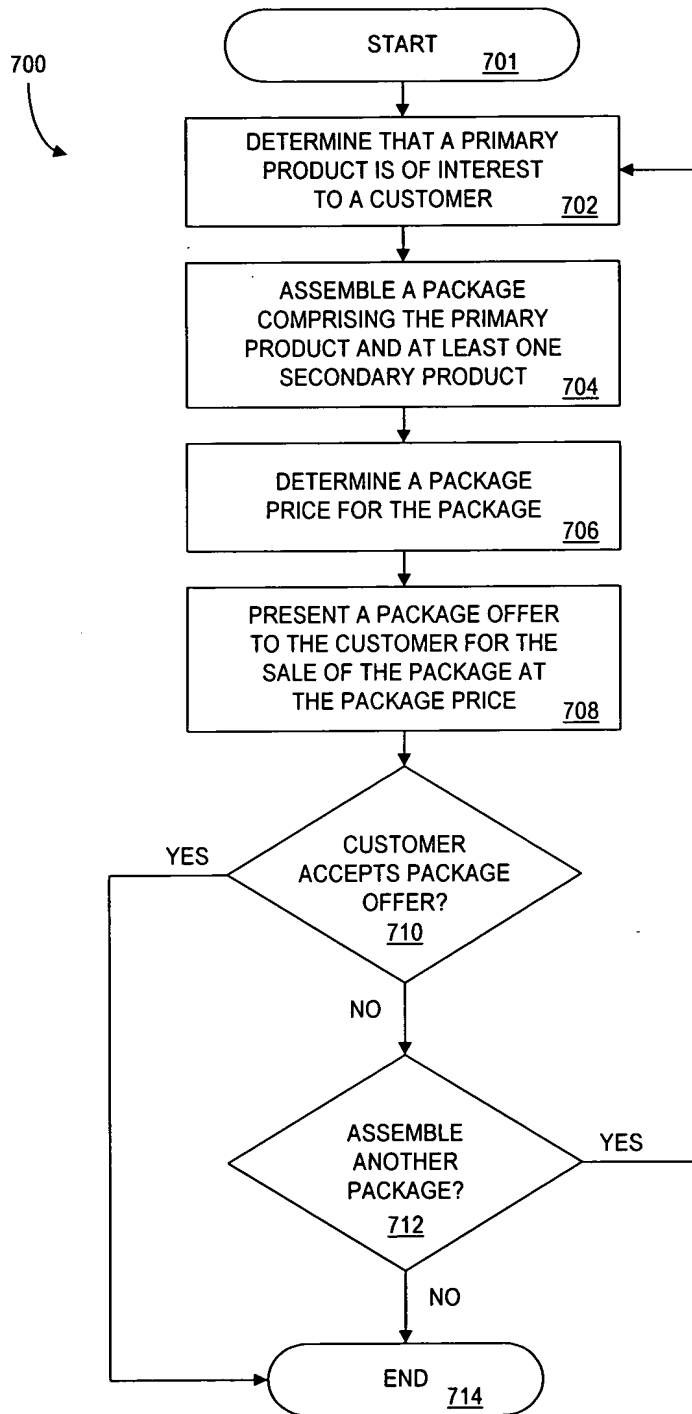 700
START
701
DETERMINE THAT A PRIMARY
PRODUCT IS OF INTEREST
TO A CUSTOMER
702
ASSEMBLE A PACKAGE
COMPRISING THE PRIMARY
PRODUCT AND AT LEAST ONE
SECONDARY PRODUCT
704
DETERMINE A PACKAGE
PRICE FOR THE PACKAGE
706
PRESENT A PACKAGE OFFER
TO THE CUSTOMER FOR THE
SALE OF THE PACKAGE AT
THE PACKAGE PRICE
708
YES
CUSTOMER
ACCEPTS PACKAGE
OFFER?
710
NO
ASSEMBLE
ANOTHER
PACKAGE?
712
YES
NO
END
714